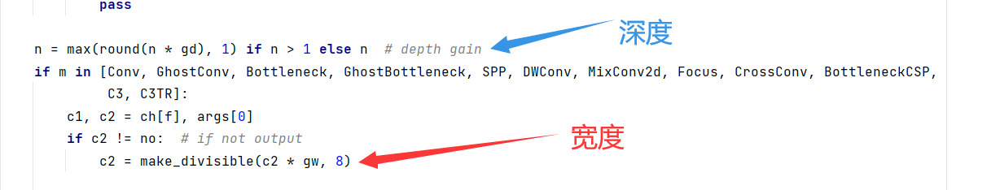 pass
深度
n = max(round(n * gd), 1) if n > 1 else n  # depth gain
if m in [Conv, GhostConv, Bottleneck, GhostBottleneck, SPP, DWConv, MixConv2d, Focus, CrossConv, BottleneckCSP,
C3, C3TR]:
c1, c2 = ch[f], args[0]
if c2 != no:  # if not output
宽度
c2 = make_divisible(c2 * gw, 8)